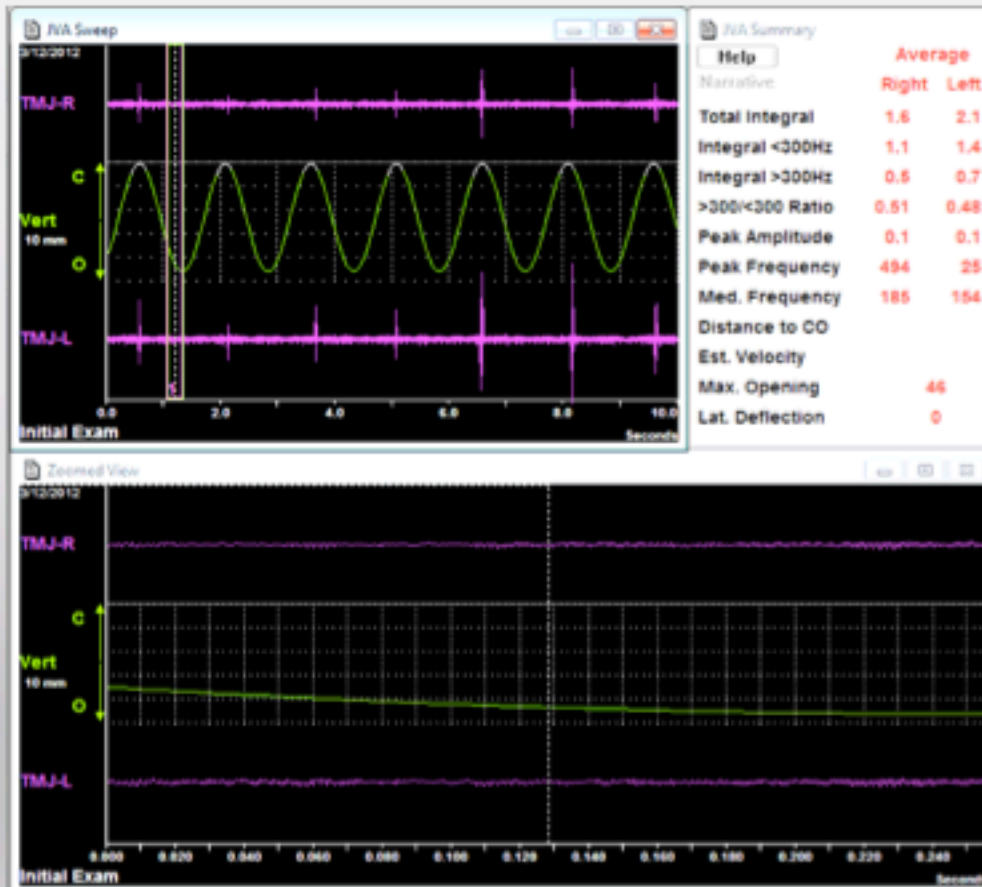 JVA Sweep
3/12/2012
TMJ-R
C
Vert
10 mm
O
TMJ-L
1
0.0 2.0 4.0 6.0 8.0 10.0
Initial Exam Seconds
JVA Summary
Help Average
Narrative Right Left
Total Integral 1.6 2.1
Integral <300Hz 1.1 1.4
Integral >300Hz 0.5 0.7
>300/<300 Ratio 0.51 0.48
Peak Amplitude 0.1 0.1
Peak Frequency 494 25
Med. Frequency 185 154
Distance to CO
Est. Velocity
Max. Opening 46
Lat. Deflection 0
Zoomed View
3/12/2012
TMJ-R
C
Vert
10 mm
O
TMJ-L
0.000 0.020 0.040 0.060 0.080 0.100 0.120 0.140 0.160 0.180 0.200 0.220 0.240
Initial Exam Seconds